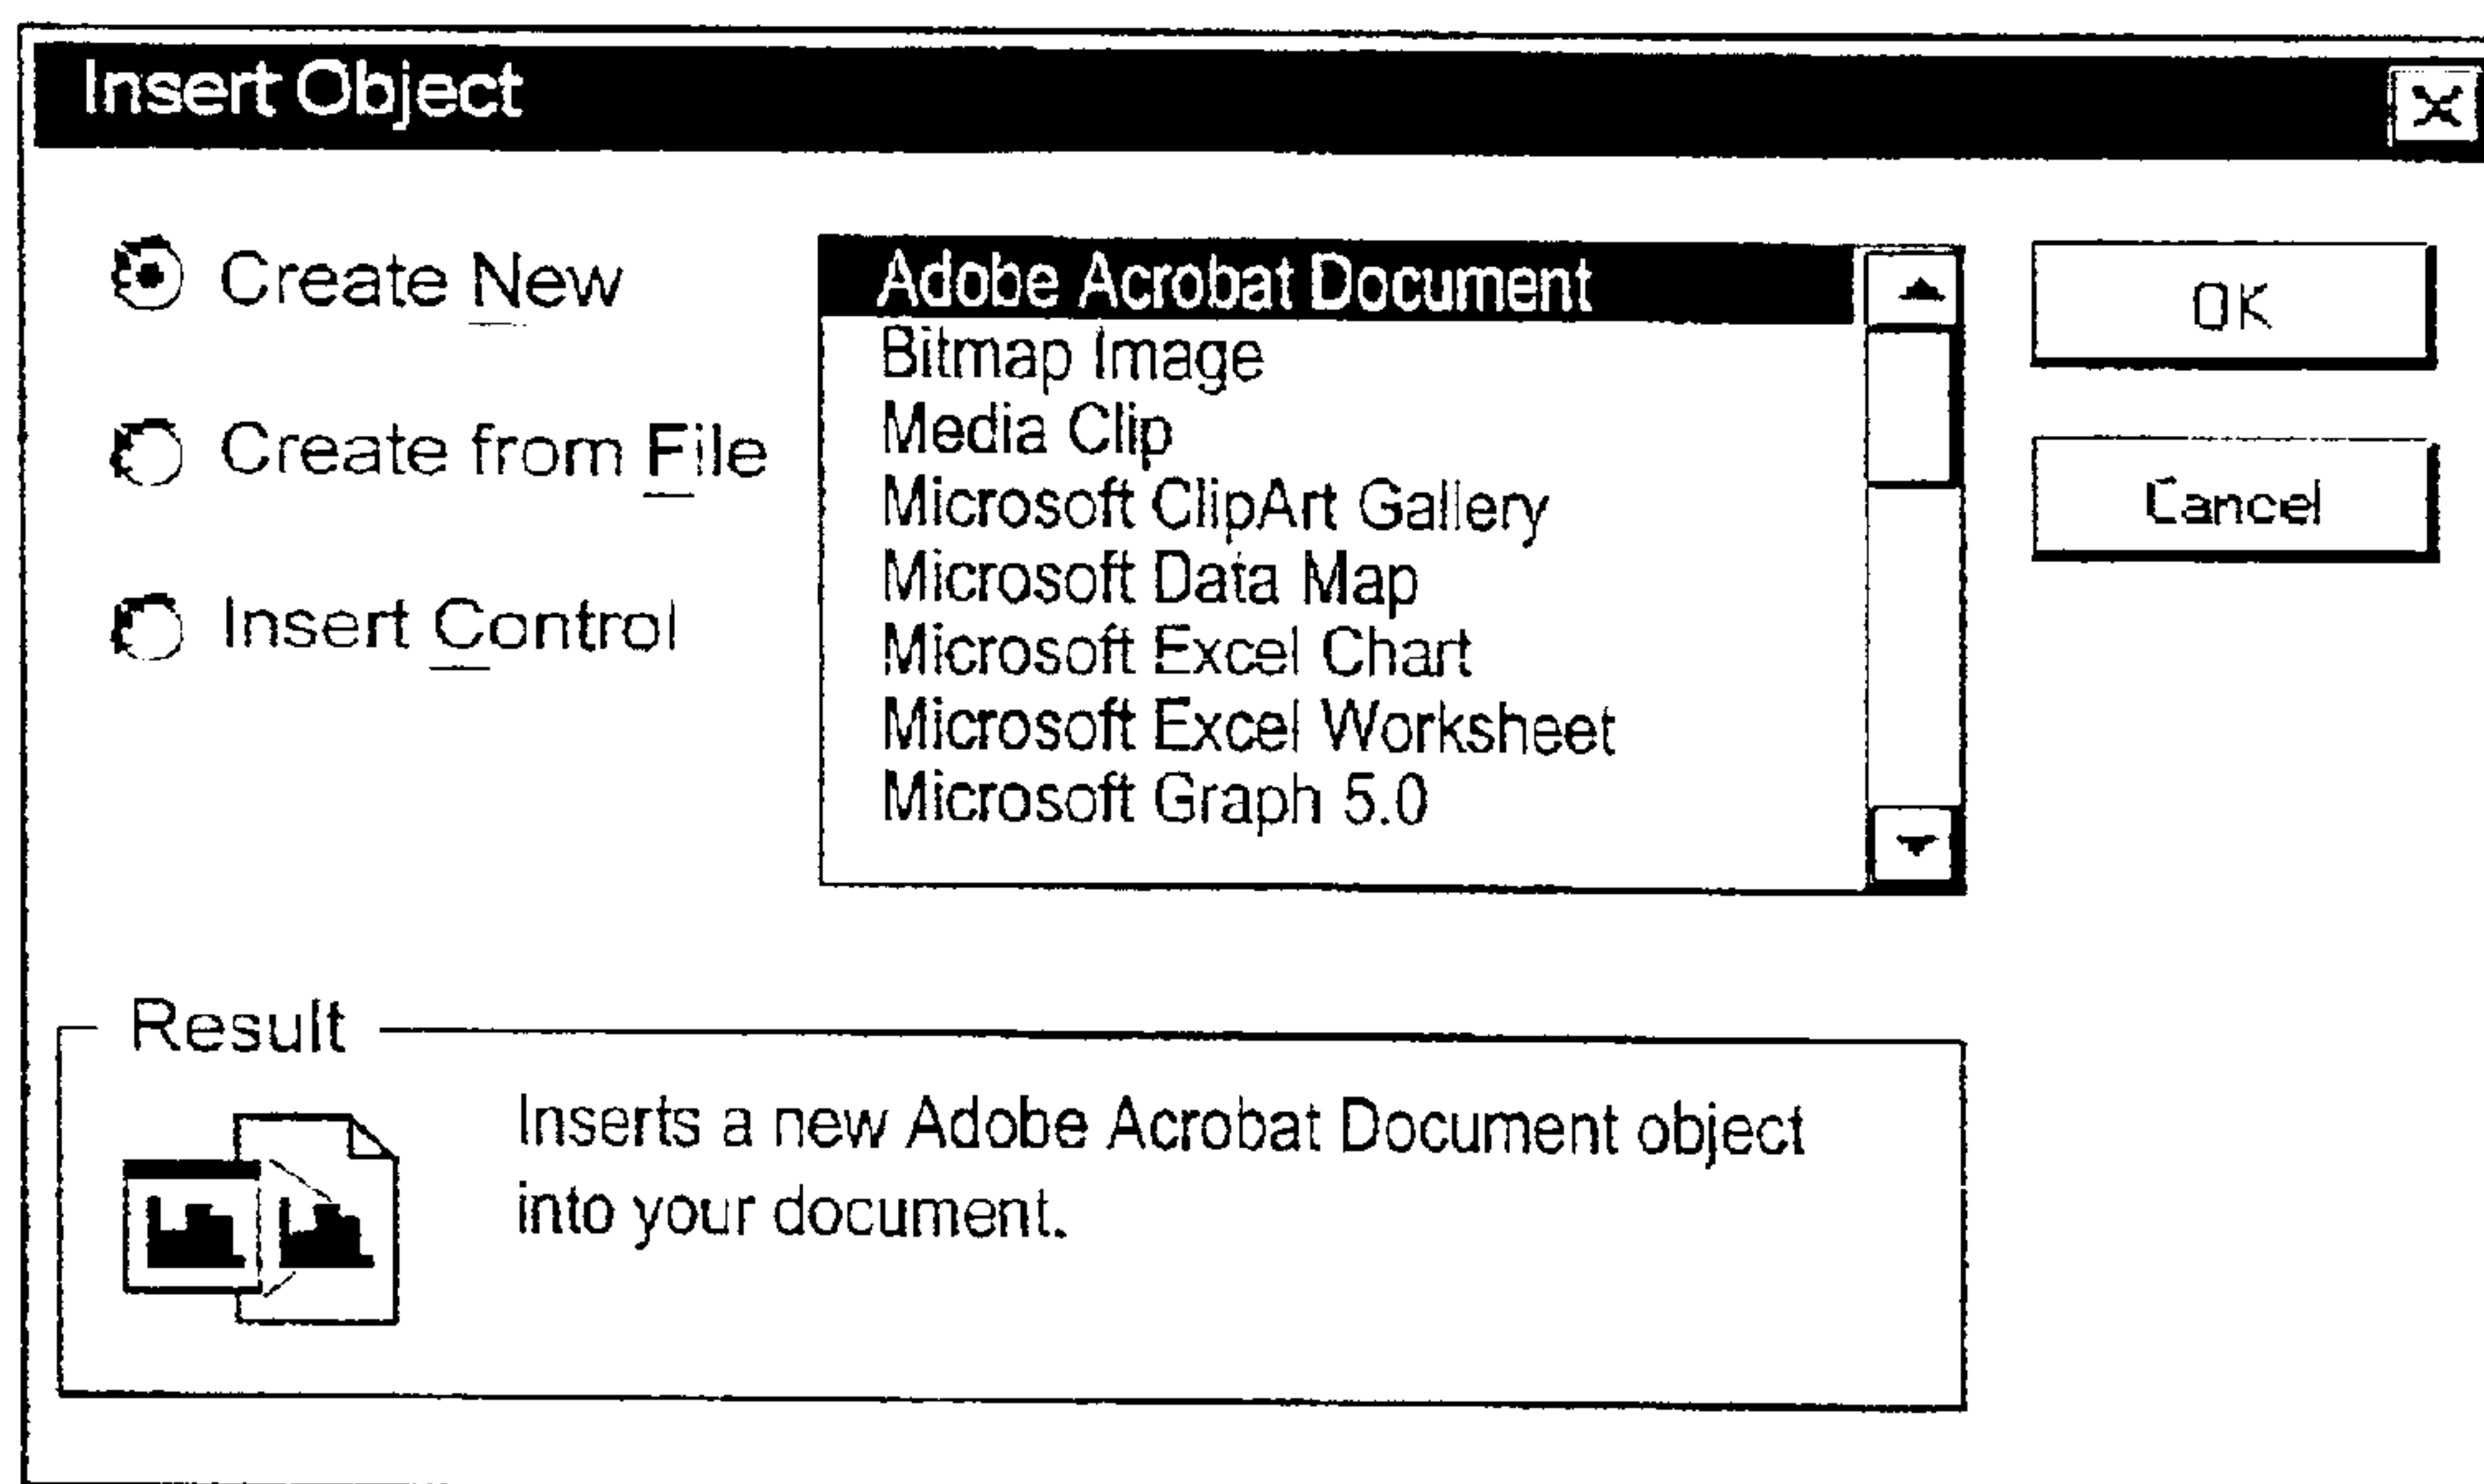 Insert Object
Create New
Create from File
Insert Control
Adobe Acrobat Document
Bitmap Image
Media Clip
Microsoft ClipArt Gallery
Microsoft Data Map
Microsoft Excel Chart
Microsoft Excel Worksheet
Microsoft Graph 5.0
OK
Cancel
Result
Inserts a new Adobe Acrobat Document object
into your document.